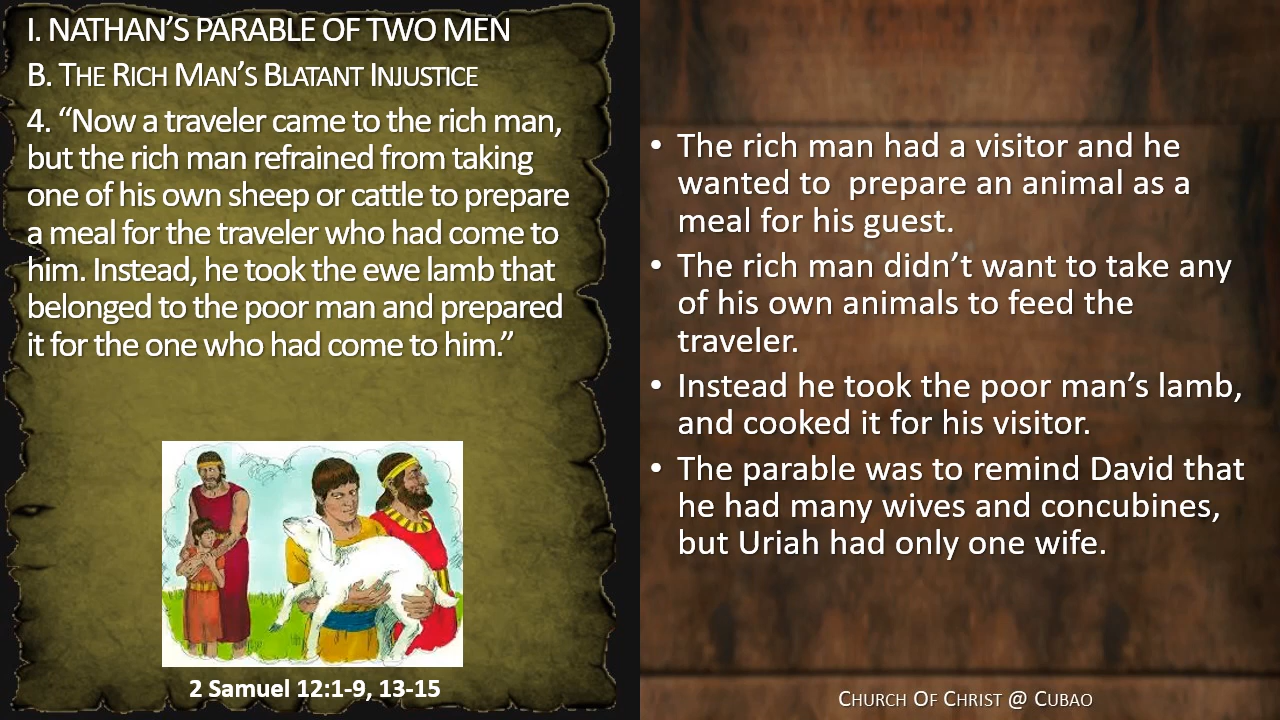 I. NATHAN’S PARABLE OF TWO MEN
B. THE RICH MAN’S BLATANT INJUSTICE
4. “Now a traveler came to the rich man,
but the rich man refrained from taking
one of his own sheep or cattle to prepare
a meal for the traveler who had come to
him. Instead, he took the ewe lamb that
belonged to the poor man and prepared
it for the one who had come to him.”
2 Samuel 12:1-9, 13-15
• The rich man had a visitor and he
wanted to  prepare an animal as a
meal for his guest.
• The rich man didn’t want to take any
of his own animals to feed the
traveler.
• Instead he took the poor man’s lamb,
and cooked it for his visitor.
• The parable was to remind David that
he had many wives and concubines,
but Uriah had only one wife.
CHURCH OF CHRIST @ CUBAO